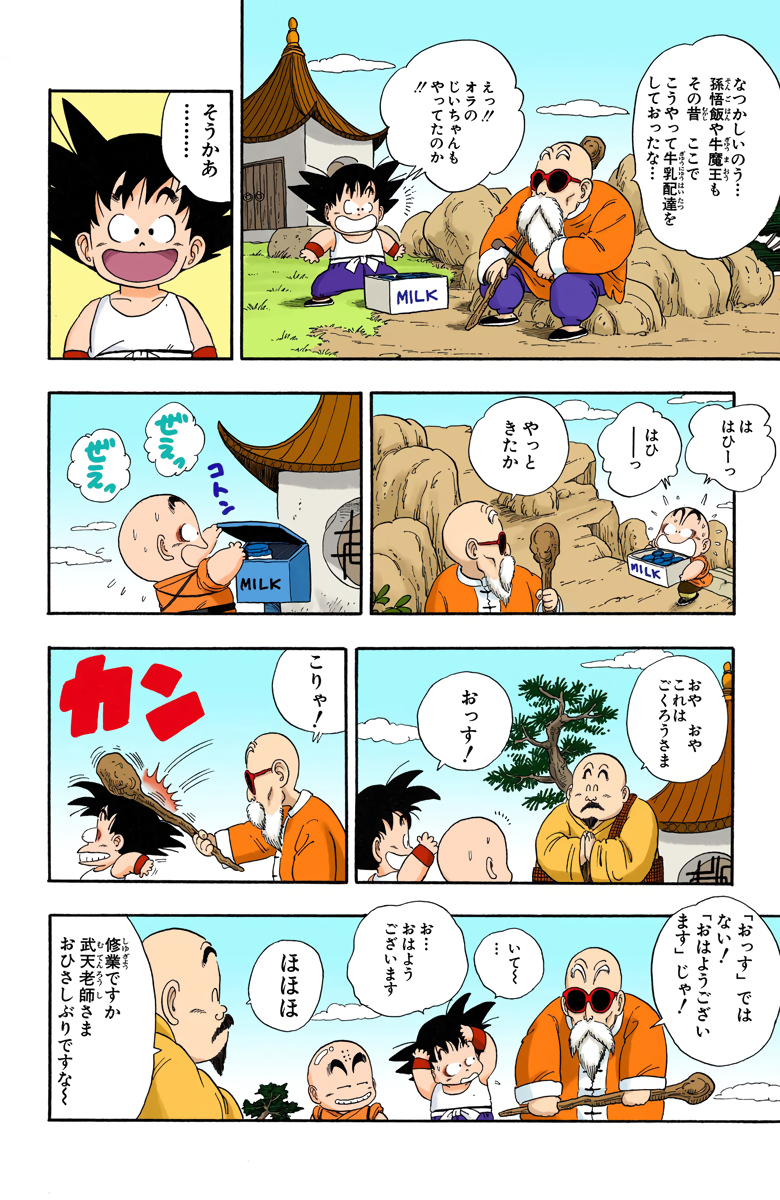 なつかしいのう…
孫悟飯や牛魔王も
その昔 ここで
こうやって牛乳配達を
しておったな…
えっ!!
オラの
じいちゃんも
やってたのか
!!
MILK
そうかあ
………
は
はひーっ
はひ
ーっ
やっと
きたか
MILK
ぜえっ
ぜえっ
コトン
MILK
おや おや
これは
ごくろうさま
おっす!
こりゃ!
カン
「おっす」では
ない!
「おはようござい
ます」じゃ!
いて〜
…
お…
おはよう
ございます
ほほほ
修業ですか
武天老師さま
おひさしぶりですな〜